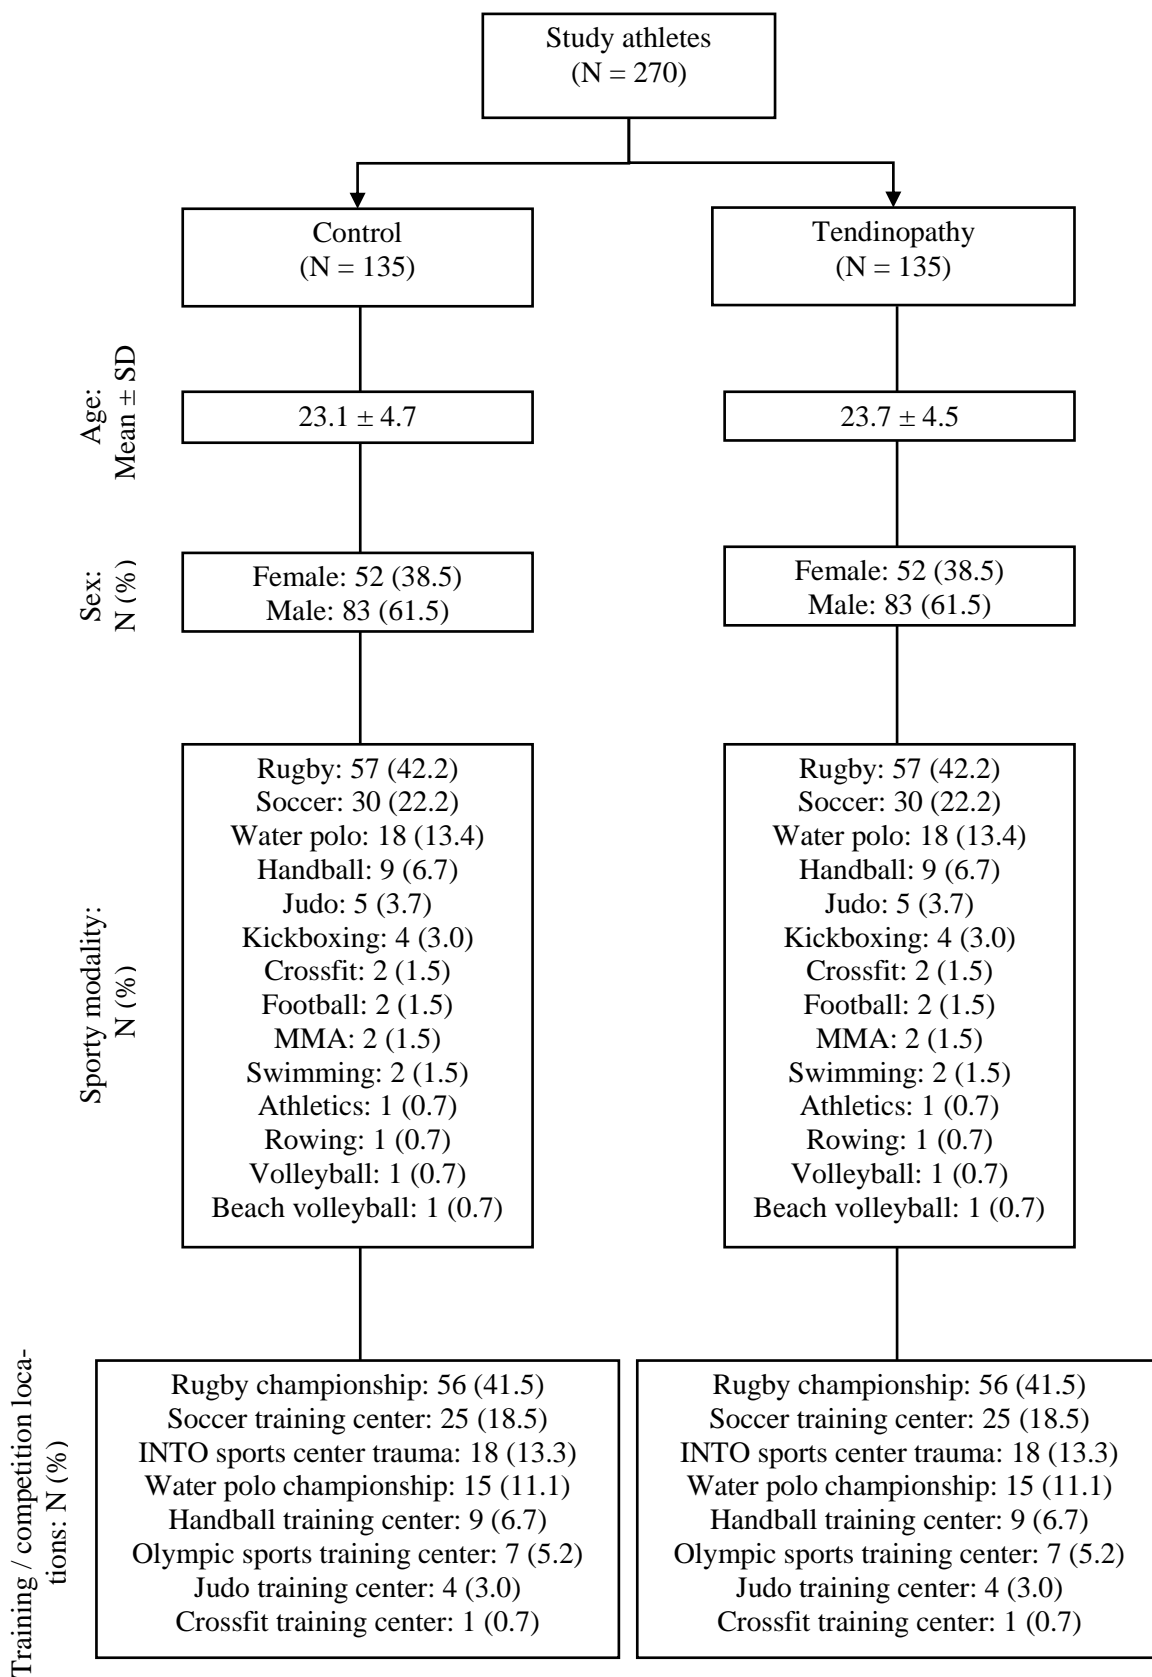 Study athletes
(N = 270)
Control
(N = 135)
Tendinopathy
(N = 135)
Age:
Mean ± SD
23.1 ± 4.7
23.7 ± 4.5
Sex:
N (%)
Female: 52 (38.5)
Male: 83 (61.5)
Female: 52 (38.5)
Male: 83 (61.5)
Sporty modality:
N (%)
Rugby: 57 (42.2)
Soccer: 30 (22.2)
Water polo: 18 (13.4)
Handball: 9 (6.7)
Judo: 5 (3.7)
Kickboxing: 4 (3.0)
Crossfit: 2 (1.5)
Football: 2 (1.5)
MMA: 2 (1.5)
Swimming: 2 (1.5)
Athletics: 1 (0.7)
Rowing: 1 (0.7)
Volleyball: 1 (0.7)
Beach volleyball: 1 (0.7)
Rugby: 57 (42.2)
Soccer: 30 (22.2)
Water polo: 18 (13.4)
Handball: 9 (6.7)
Judo: 5 (3.7)
Kickboxing: 4 (3.0)
Crossfit: 2 (1.5)
Football: 2 (1.5)
MMA: 2 (1.5)
Swimming: 2 (1.5)
Athletics: 1 (0.7)
Rowing: 1 (0.7)
Volleyball: 1 (0.7)
Beach volleyball: 1 (0.7)
Training / competition loca-
tions: N (%)
Rugby championship: 56 (41.5)
Soccer training center: 25 (18.5)
INTO sports center trauma: 18 (13.3)
Water polo championship: 15 (11.1)
Handball training center: 9 (6.7)
Olympic sports training center: 7 (5.2)
Judo training center: 4 (3.0)
Crossfit training center: 1 (0.7)
Rugby championship: 56 (41.5)
Soccer training center: 25 (18.5)
INTO sports center trauma: 18 (13.3)
Water polo championship: 15 (11.1)
Handball training center: 9 (6.7)
Olympic sports training center: 7 (5.2)
Judo training center: 4 (3.0)
Crossfit training center: 1 (0.7)